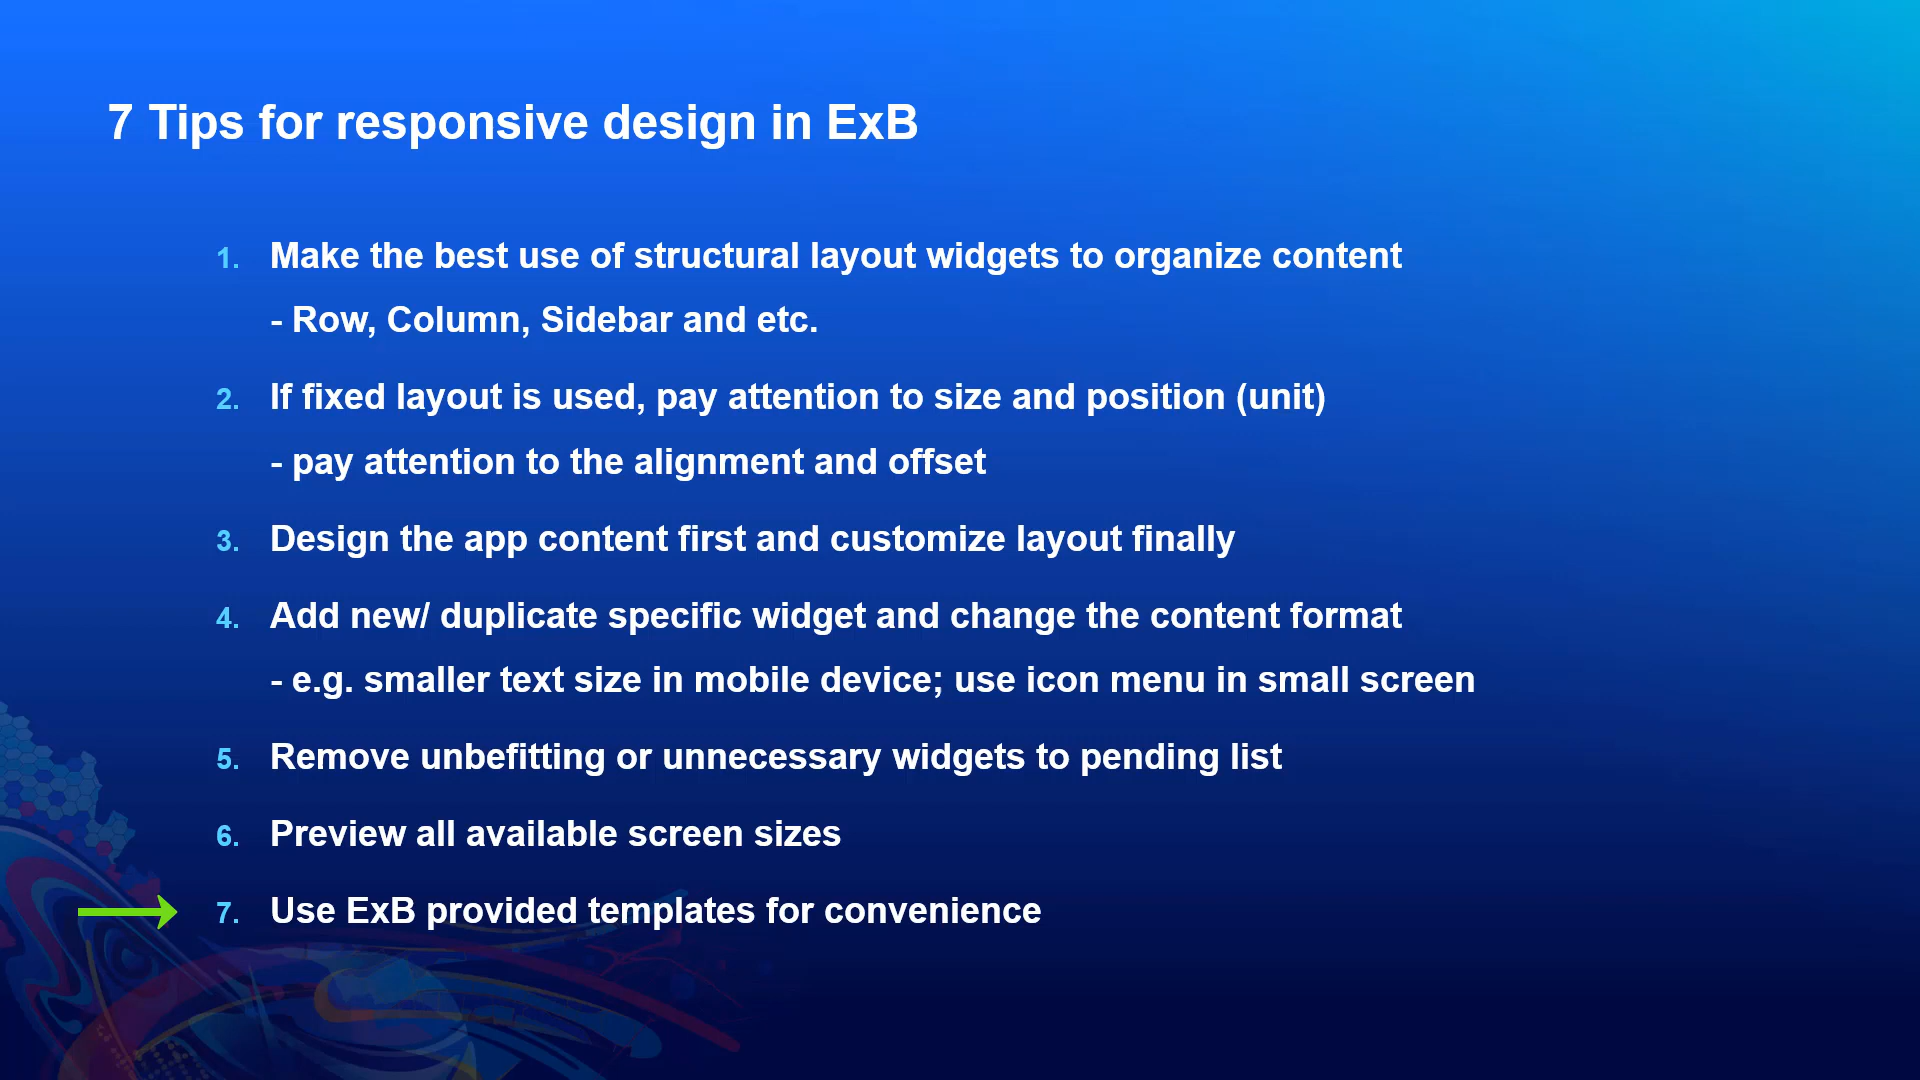 7 Tips for responsive design in ExB
1. Make the best use of structural layout widgets to organize content
- Row, Column, Sidebar and etc.
2. If fixed layout is used, pay attention to size and position (unit)
- pay attention to the alignment and offset
3. Design the app content first and customize layout finally
4. Add new/ duplicate specific widget and change the content format
- e.g. smaller text size in mobile device; use icon menu in small screen
5. Remove unbefitting or unnecessary widgets to pending list
6. Preview all available screen sizes
7. Use ExB provided templates for convenience